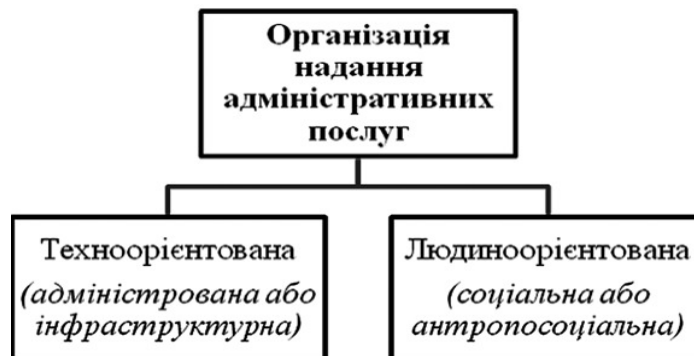 Організація
надання
адміністративних
послуг
Техноорієнтована
(адміністрована або
інфраструктурна)
Людиноорієнтована
(соціальна або
антропосоціальна)